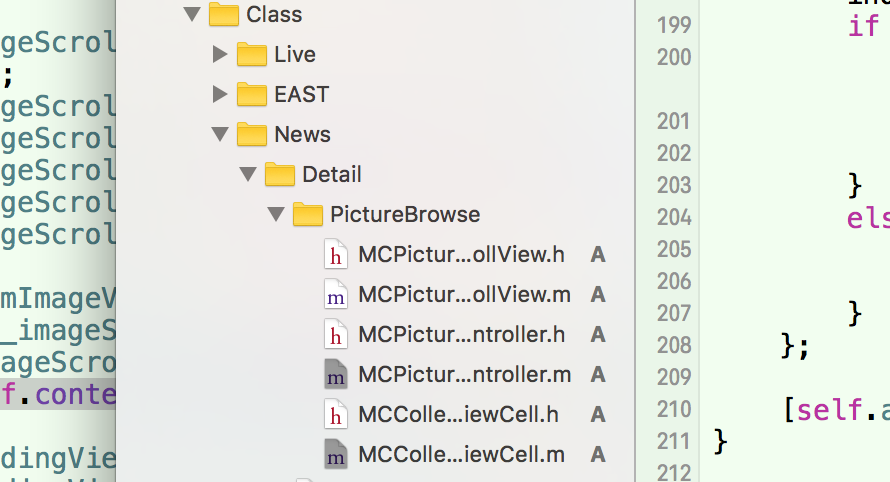 geScrol
;
geScrol
geScrol
geScrol
geScrol
geScrol
mImageV
_imageS
ageScro
f.conte
dingVie
Class
Live
EAST
News
Detail
PictureBrowse
h MCPictur...ollView.h A
m MCPictur...ollView.m A
h MCPictur...ntroller.h A
m MCPictur...ntroller.m A
h MCColle...iewCell.h A
m MCColle...iewCell.m A
199 if
200
201
202
203 }
204 els
205
206
207 }
208 };
209
210 [self.a
211 }
212